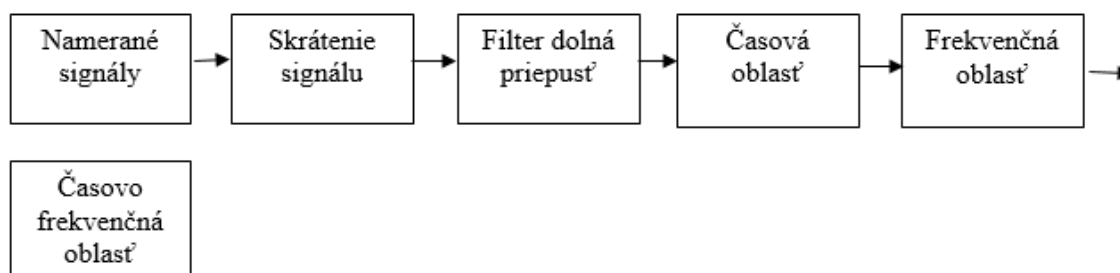 Namerané
signály
Skrátenie
signálu
Filter dolná
priepusť
Časová
oblasť
Frekvenčná
oblasť
Časovo
frekvenčná
oblasť